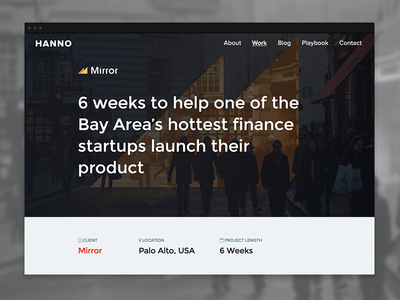 HANNO
About Work Blog Playbook Contact
Mirror
6 weeks to help one of the
Bay Area's hottest finance
startups launch their
product
CLIENT LOCATION PROJECT LENGTH
Mirror Palo Alto, USA 6 Weeks